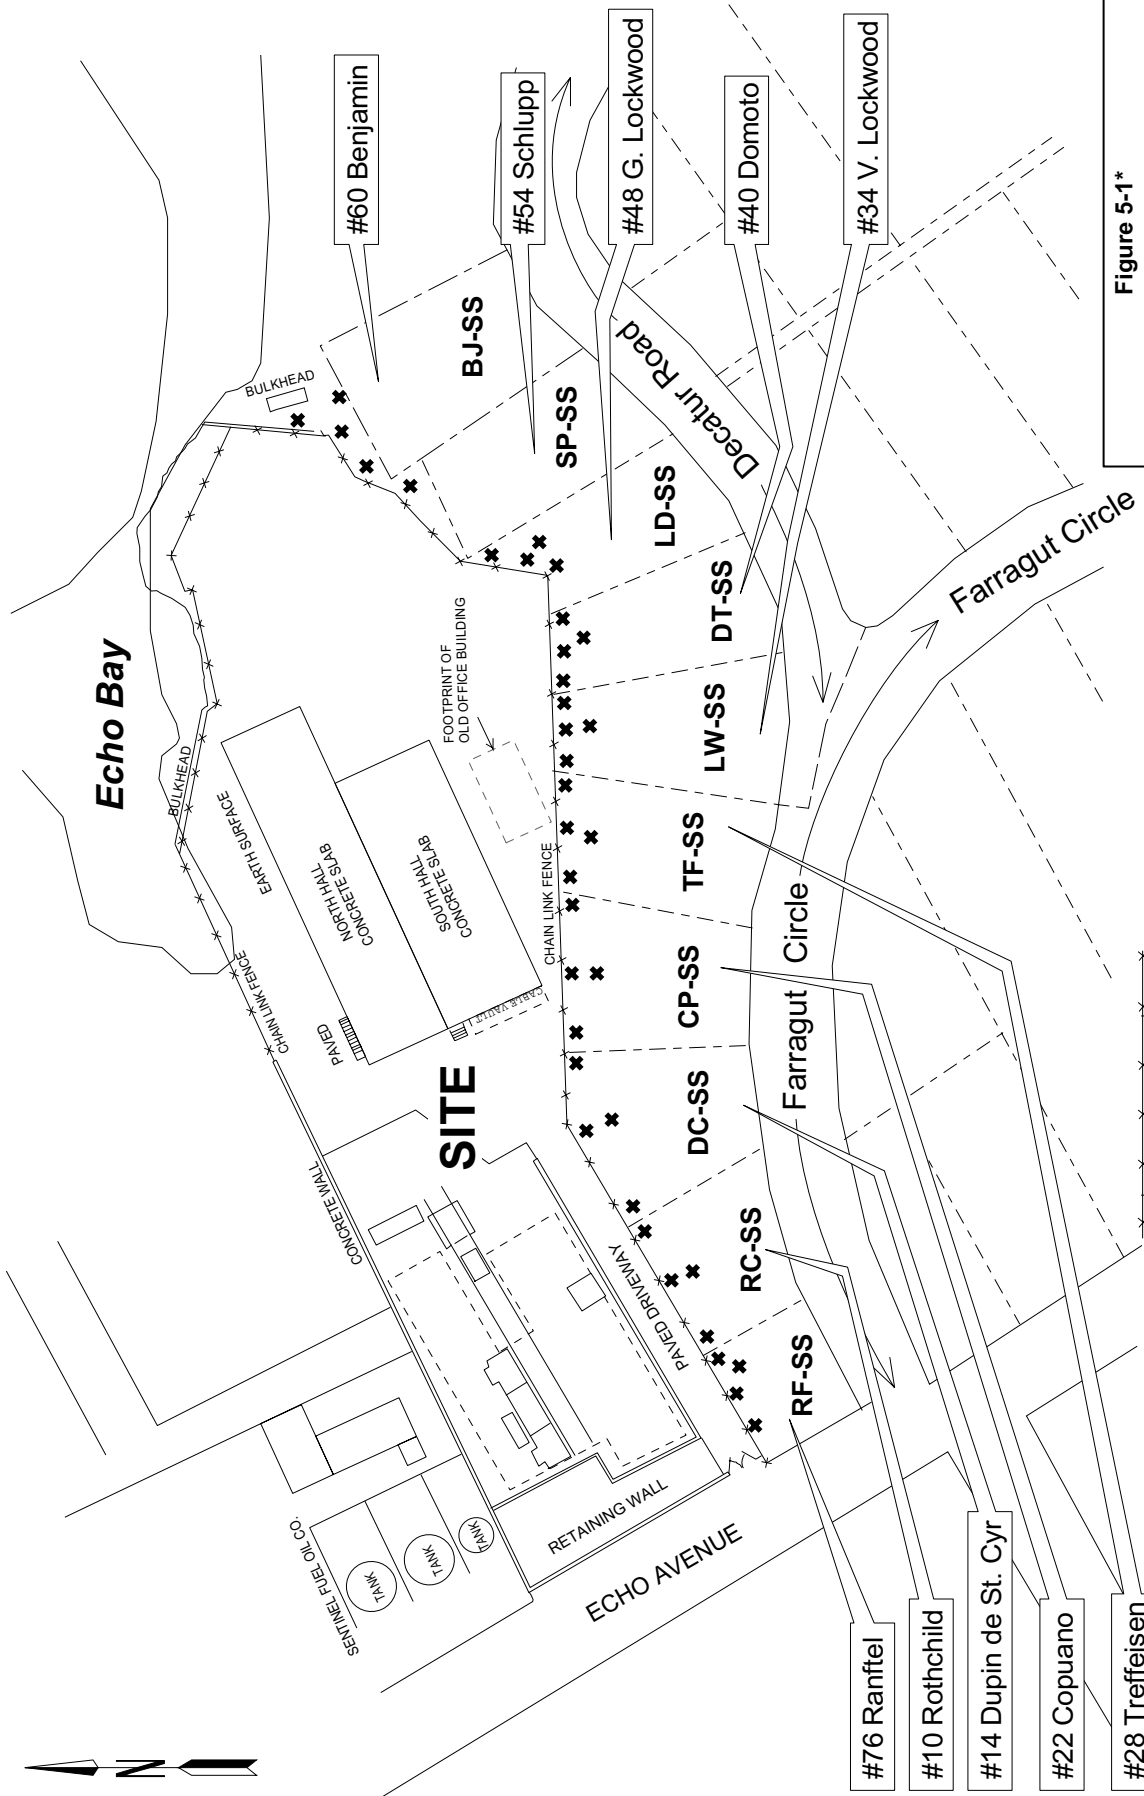 #60 Benjamin
#54 Schlupp
#48 G. Lockwood
#40 Domoto
#34 V. Lockwood
Echo Bay
BULKHEAD
BULKHEAD
BJ-SS
SP-SS
LD-SS
DT-SS
LW-SS
TF-SS
CP-SS
DC-SS
RC-SS
RF-SS
Decatur Road
Farragut Circle
Farragut Circle
FOOTPRINT OF
OLD OFFICE BUILDING
EARTH SURFACE
NORTH HALL
CONCRETE SLAB
SOUTH HALL
CONCRETE SLAB
CHAIN LINK FENCE
CHAIN LINK FENCE
PAVED
CABLE VAULT
SITE
CONCRETE WALL
PAVED DRIVEWAY
RETAINING WALL
SENTINEL FUEL OIL CO.
TANK
TANK
TANK
ECHO AVENUE
N
#76 Ranftel
#10 Rothchild
#14 Dupin de St. Cyr
#22 Copuano
#28 Treffeisen
Figure 5-1*